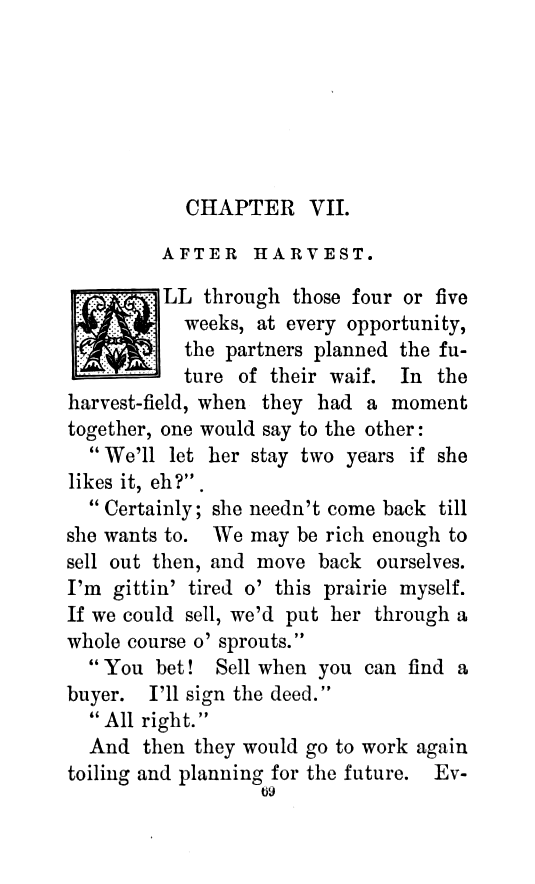 CHAPTER VII.
AFTER HARVEST.
ALL through those four or five
weeks, at every opportunity,
the partners planned the fu-
ture of their waif. In the
harvest-field, when they had a moment
together, one would say to the other:
“We'll let her stay two years if she
likes it, eh?”.
“Certainly; she needn't come back till
she wants to. We may be rich enough to
sell out then, and move back ourselves.
I'm gittin' tired o' this prairie myself.
If we could sell, we'd put her through a
whole course o' sprouts.”
“You bet! Sell when you can find a
buyer. I'll sign the deed.”
“All right.”
And then they would go to work again
toiling and planning for the future. Ev-
69